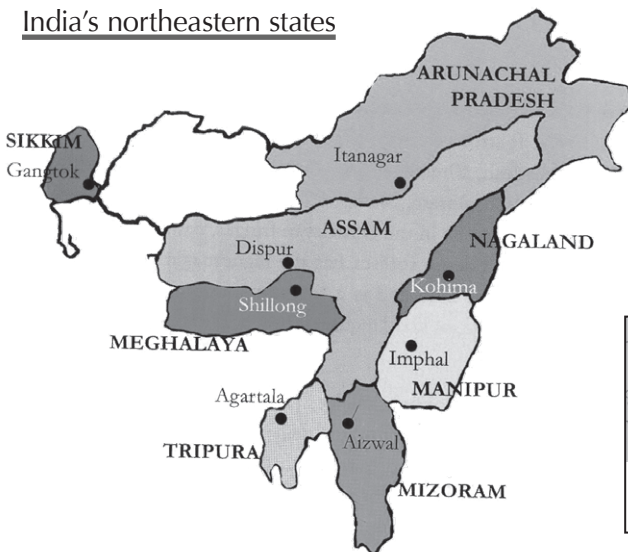 India's northeastern states
ARUNACHAL
PRADESH
SIKKIM
Gangtok
Itanagar
ASSAM
NAGALAND
Dispur
Kohima
Shillong
MEGHALAYA
Imphal
MANIPUR
Agartala
Aizwal
TRIPURA
MIZORAM